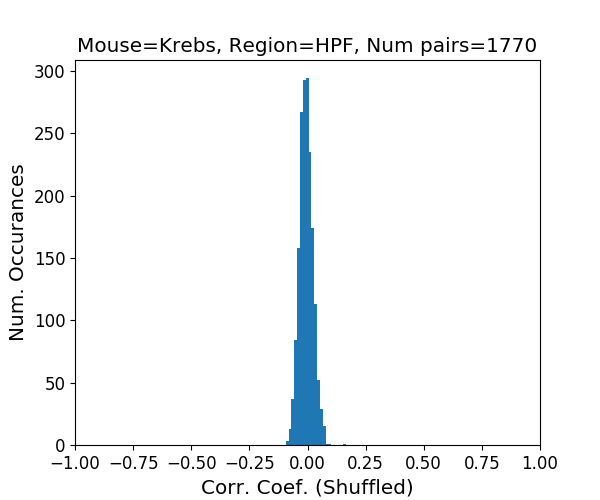 Mouse=Krebs, Region=HPF, Num pairs=1770
300
250
200
150
100
50
0
Num. Occurances
−1.00 −0.75 −0.50 −0.25 0.00 0.25 0.50 0.75 1.00
Corr. Coef. (Shuffled)